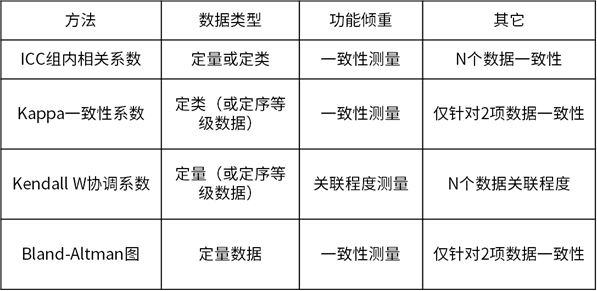 方法 数据类型 功能倾重 其它
ICC组内相关系数 定量或定类 一致性测量 N个数据一致性
Kappa一致性系数 定类（或定序等级数据） 一致性测量 仅针对2项数据一致性
Kendall W协调系数 定量（或定序等级数据） 关联程度测量 N个数据关联程度
Bland-Altman图 定量数据 一致性测量 仅针对2项数据一致性